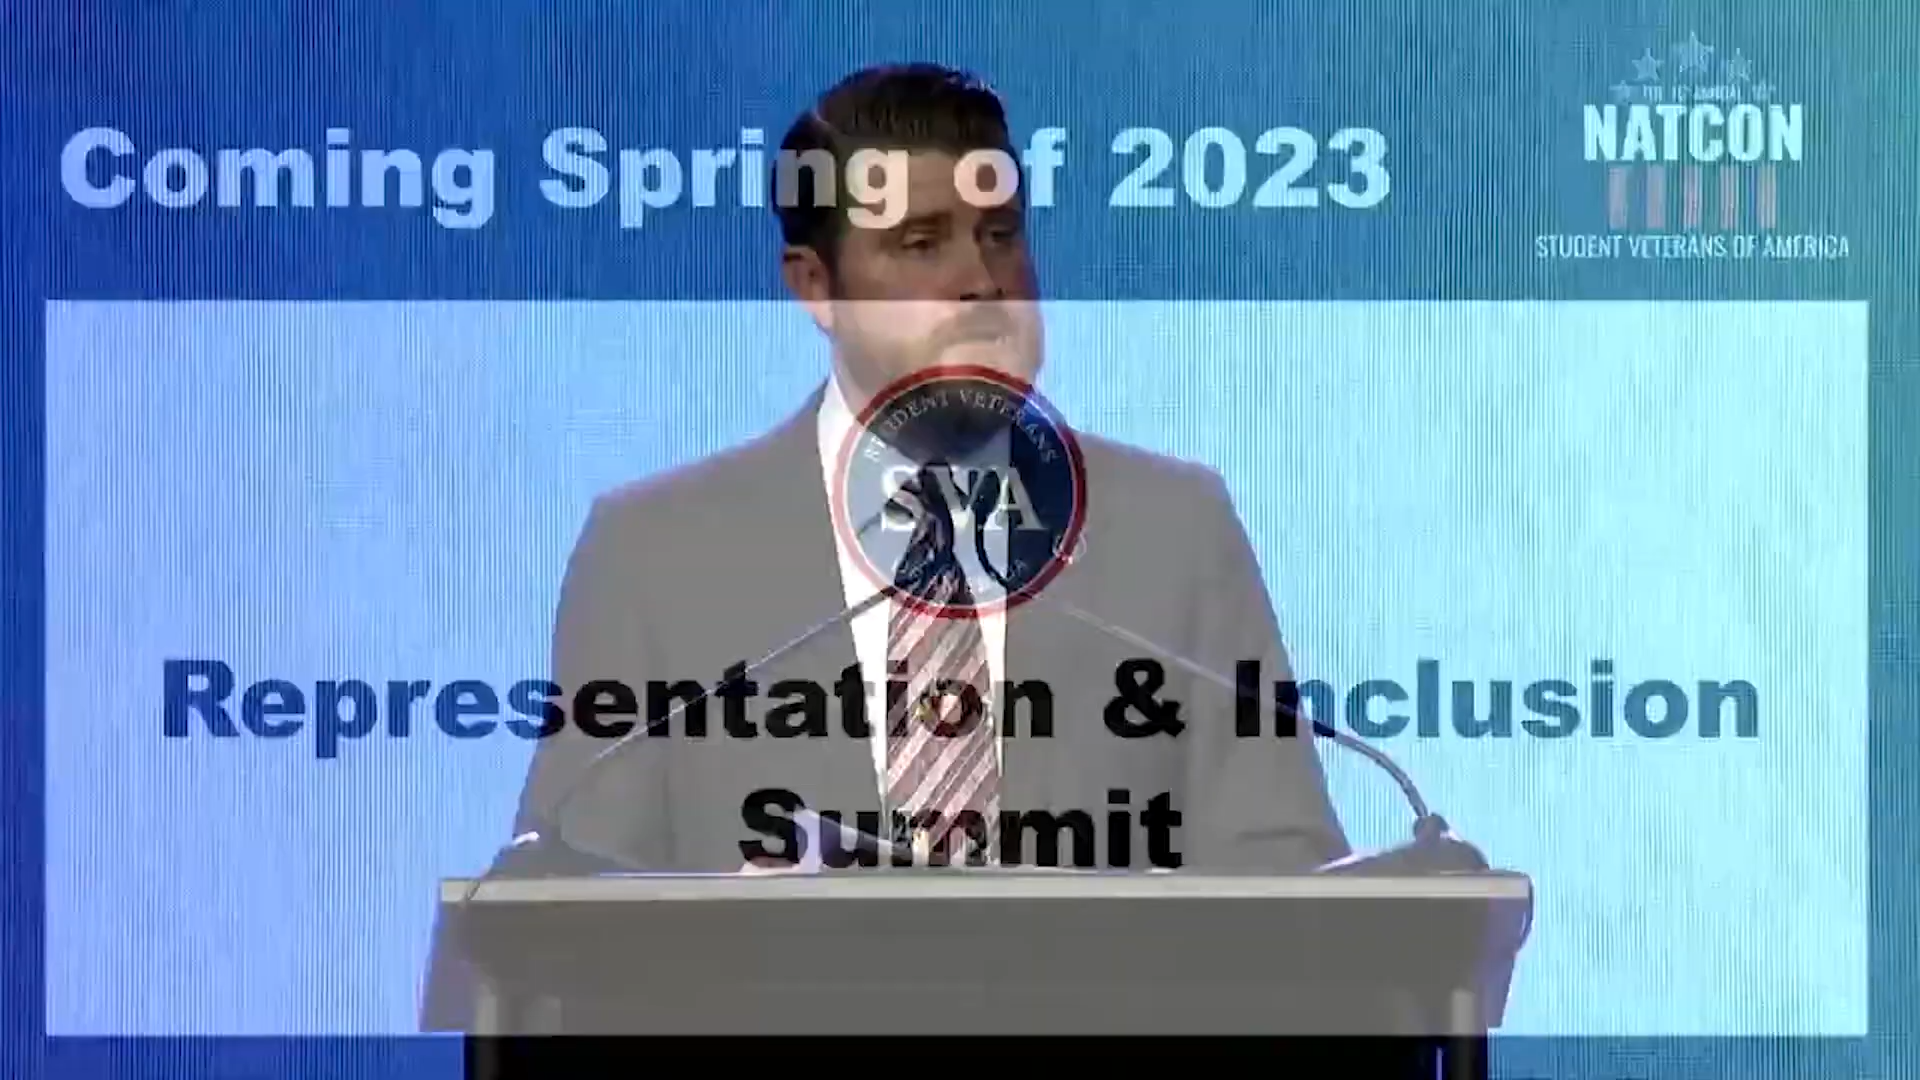 Coming Spring of 2023
NATCON
STUDENT VETERANS OF AMERICA
STUDENT VETERANS
SVA
Representation & Inclusion
Summit